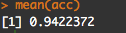 > mean(acc)
[1] 0.9422372